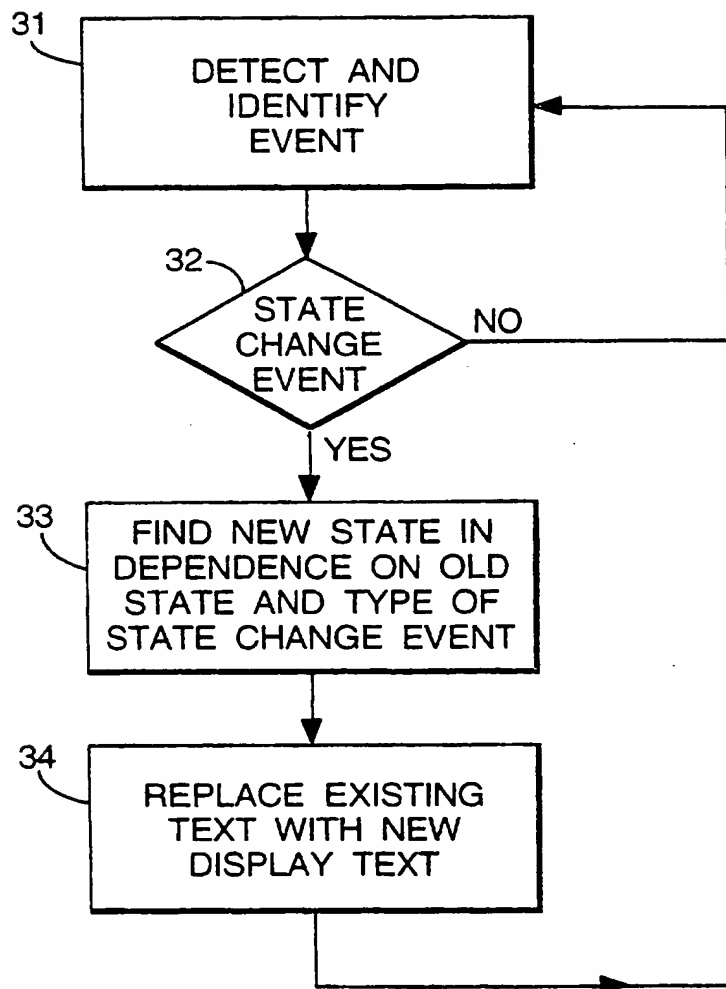 31
DETECT AND
IDENTIFY
EVENT
32
STATE
CHANGE
EVENT
NO
YES
33
FIND NEW STATE IN
DEPENDENCE ON OLD
STATE AND TYPE OF
STATE CHANGE EVENT
34
REPLACE EXISTING
TEXT WITH NEW
DISPLAY TEXT